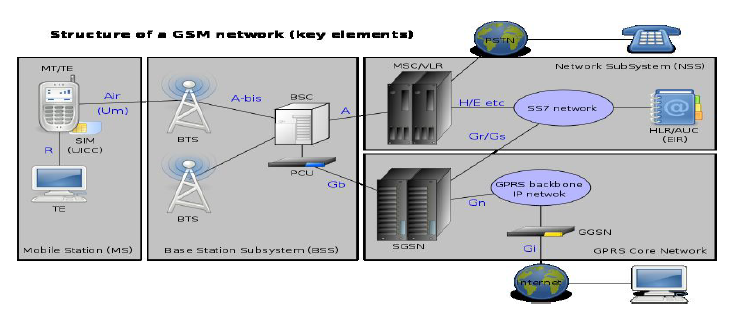 Structure of a GSM network (key elements)
PSTN
MT/TE
Air
(Um)
SIM
(UICC)
R
TE
Mobile Station (MS)
BTS
BTS
A-bis
BSC
PCU
A
Gb
Base Station Subsystem (BSS)
MSC/VLR
Network SubSystem (NSS)
H/E etc
SS7 network
HLR/AUC
(EIR)
Gr/Gs
GPRS backbone
IP netwok
Gn
SGSN
GGSN
Gi
GPRS Core Network
Internet